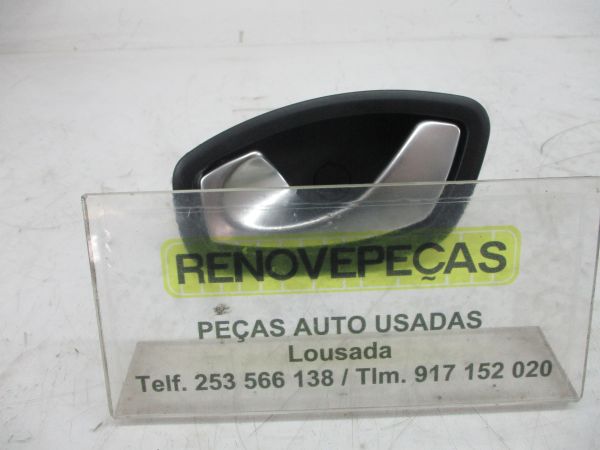 RENOVEPEÇAS
PEÇAS AUTO USADAS
Lousada
Telf. 253 566 138 / Tlm. 917 152 020